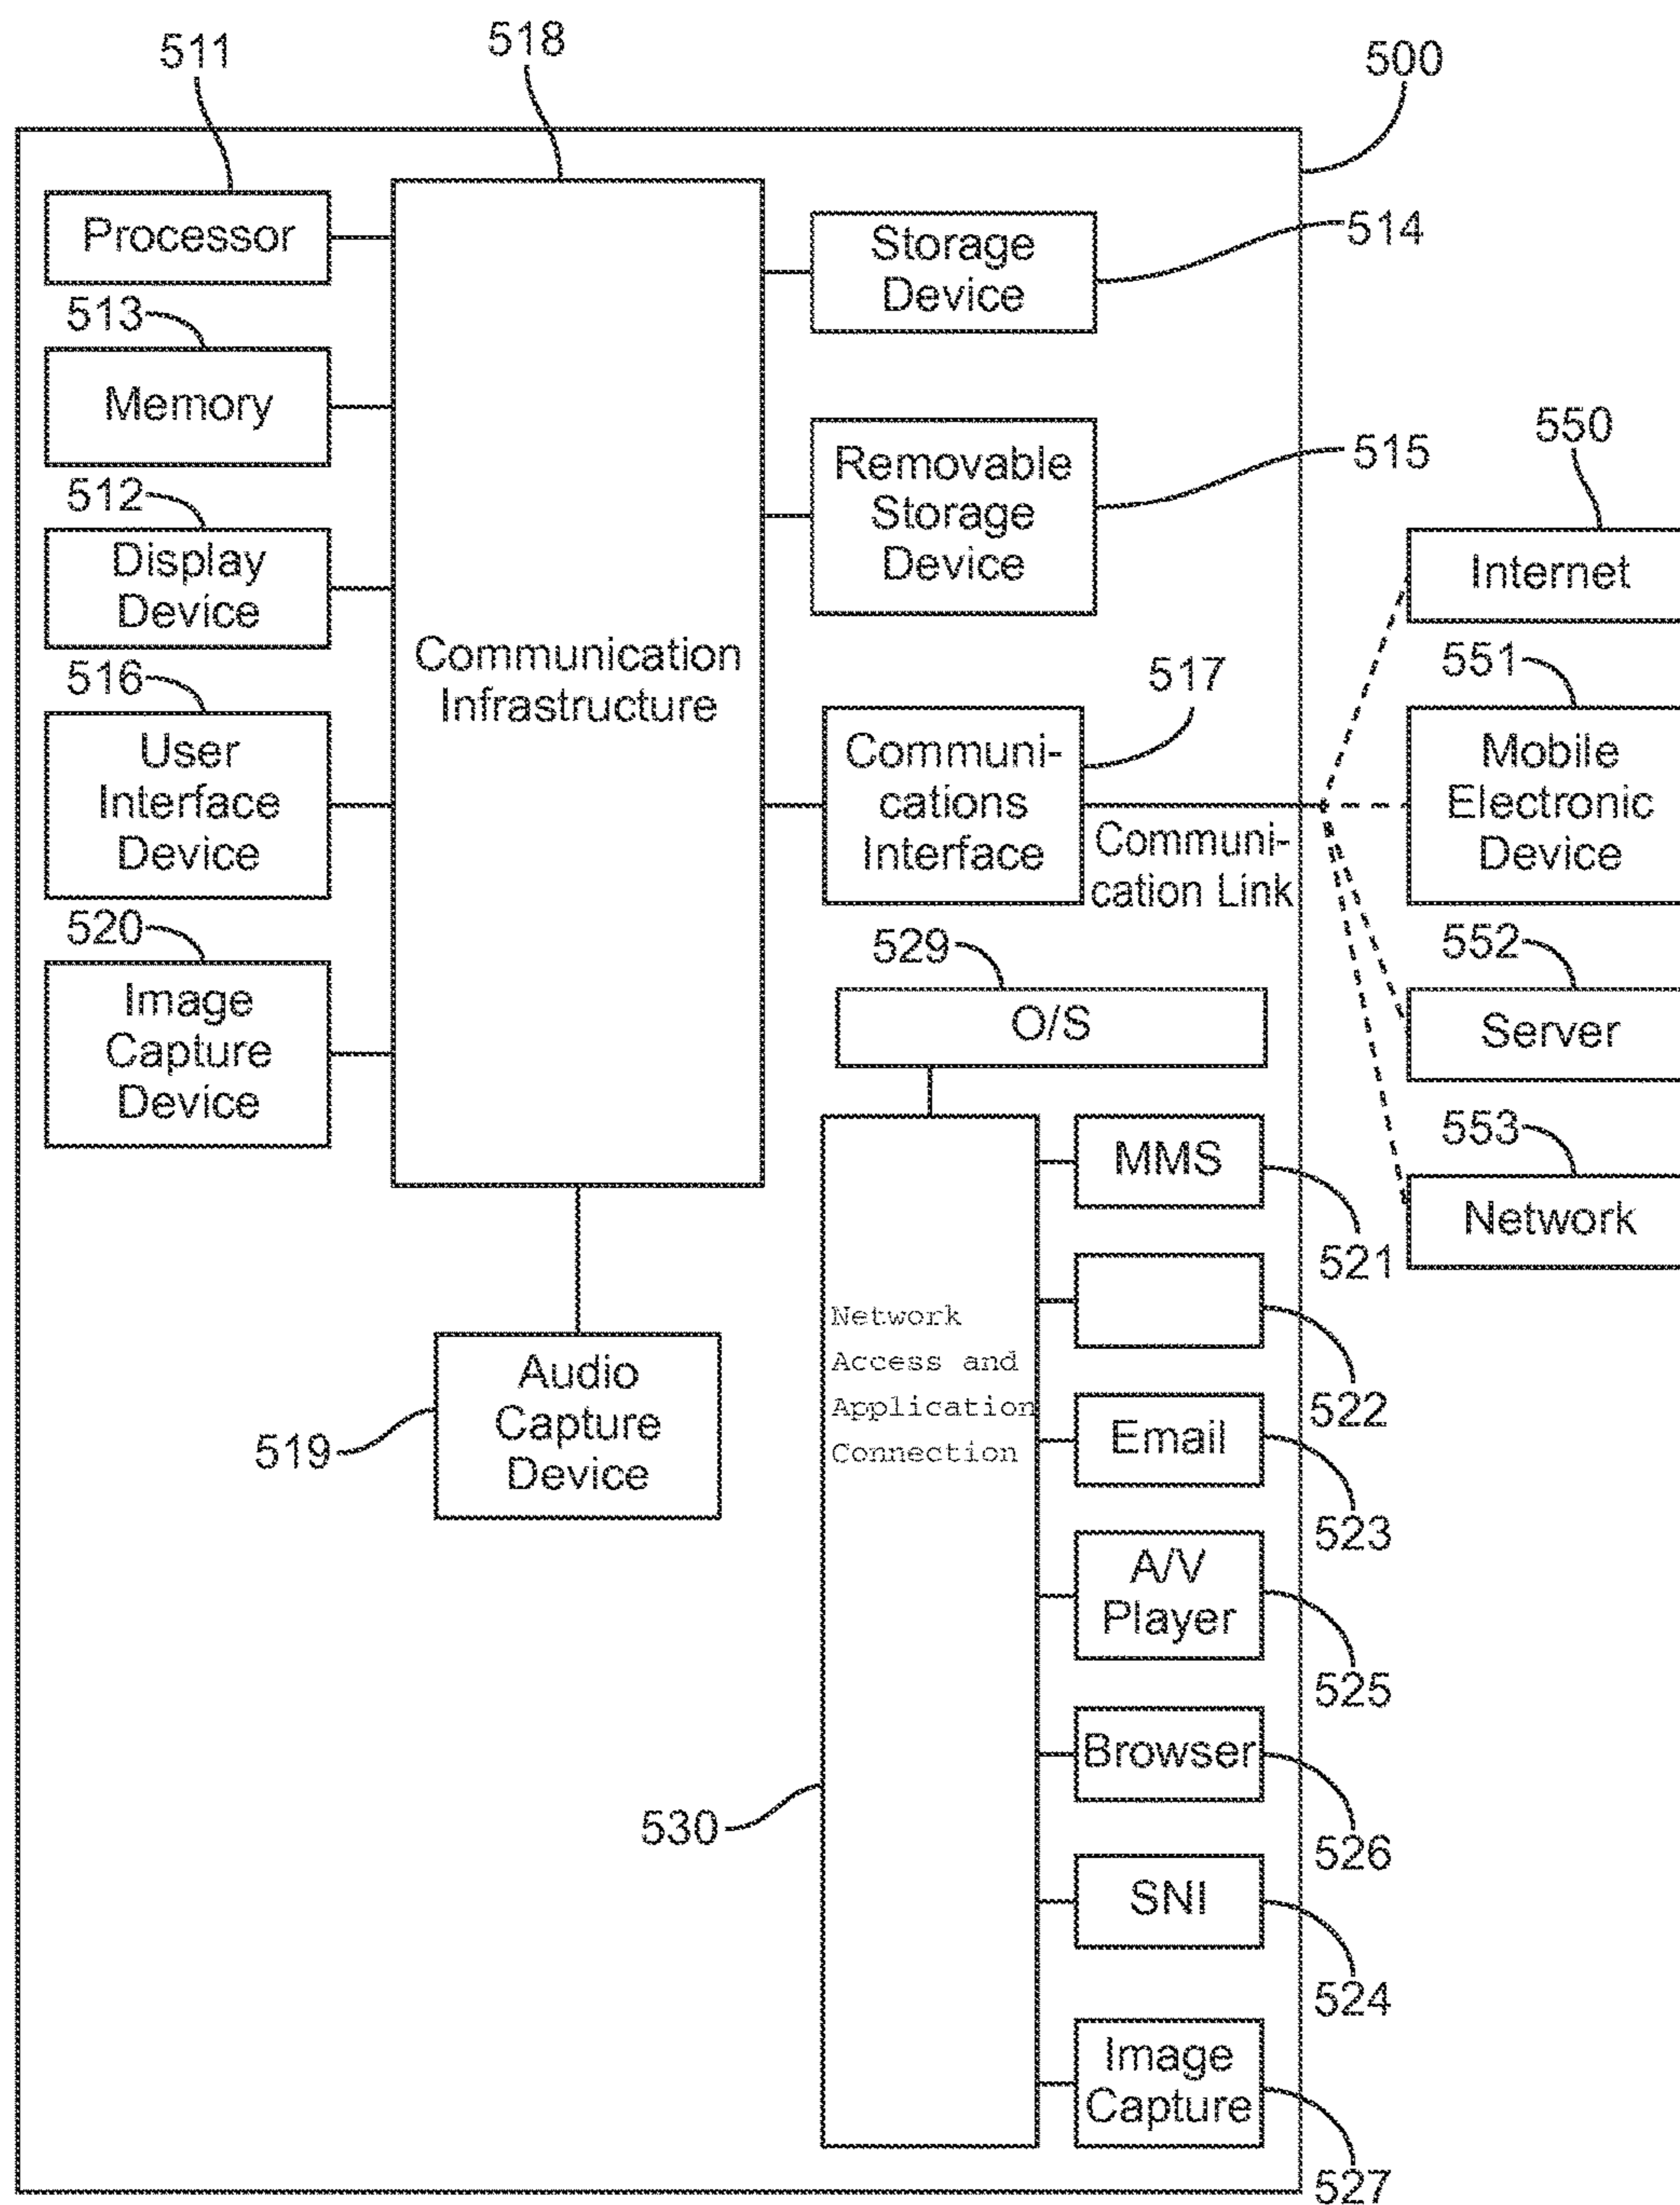 511
518
500
Processor
513
Memory
512
Display
Device
516
User
Interface
Device
520
Image
Capture
Device
Communication
Infrastructure
Storage
Device
514
Removable
Storage
Device
515
517
Communi-
cations
Interface
Communi-
cation Link
550
Internet
551
Mobile
Electronic
Device
552
Server
553
Network
529
O/S
Network
Access and
Application
Connection
530
MMS
521
522
Email
523
A/V
Player
525
Browser
526
SNI
524
Image
Capture
527
Audio
Capture
Device
519